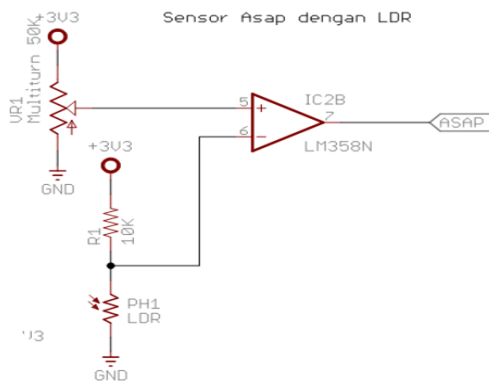 Sensor Asap dengan LDR
+3V3
VR1
Multiturn 50K
GND
5
+
6
-
7
IC2B
LM358N
ASAP
+3V3
R1
10K
PH1
LDR
GND
V3